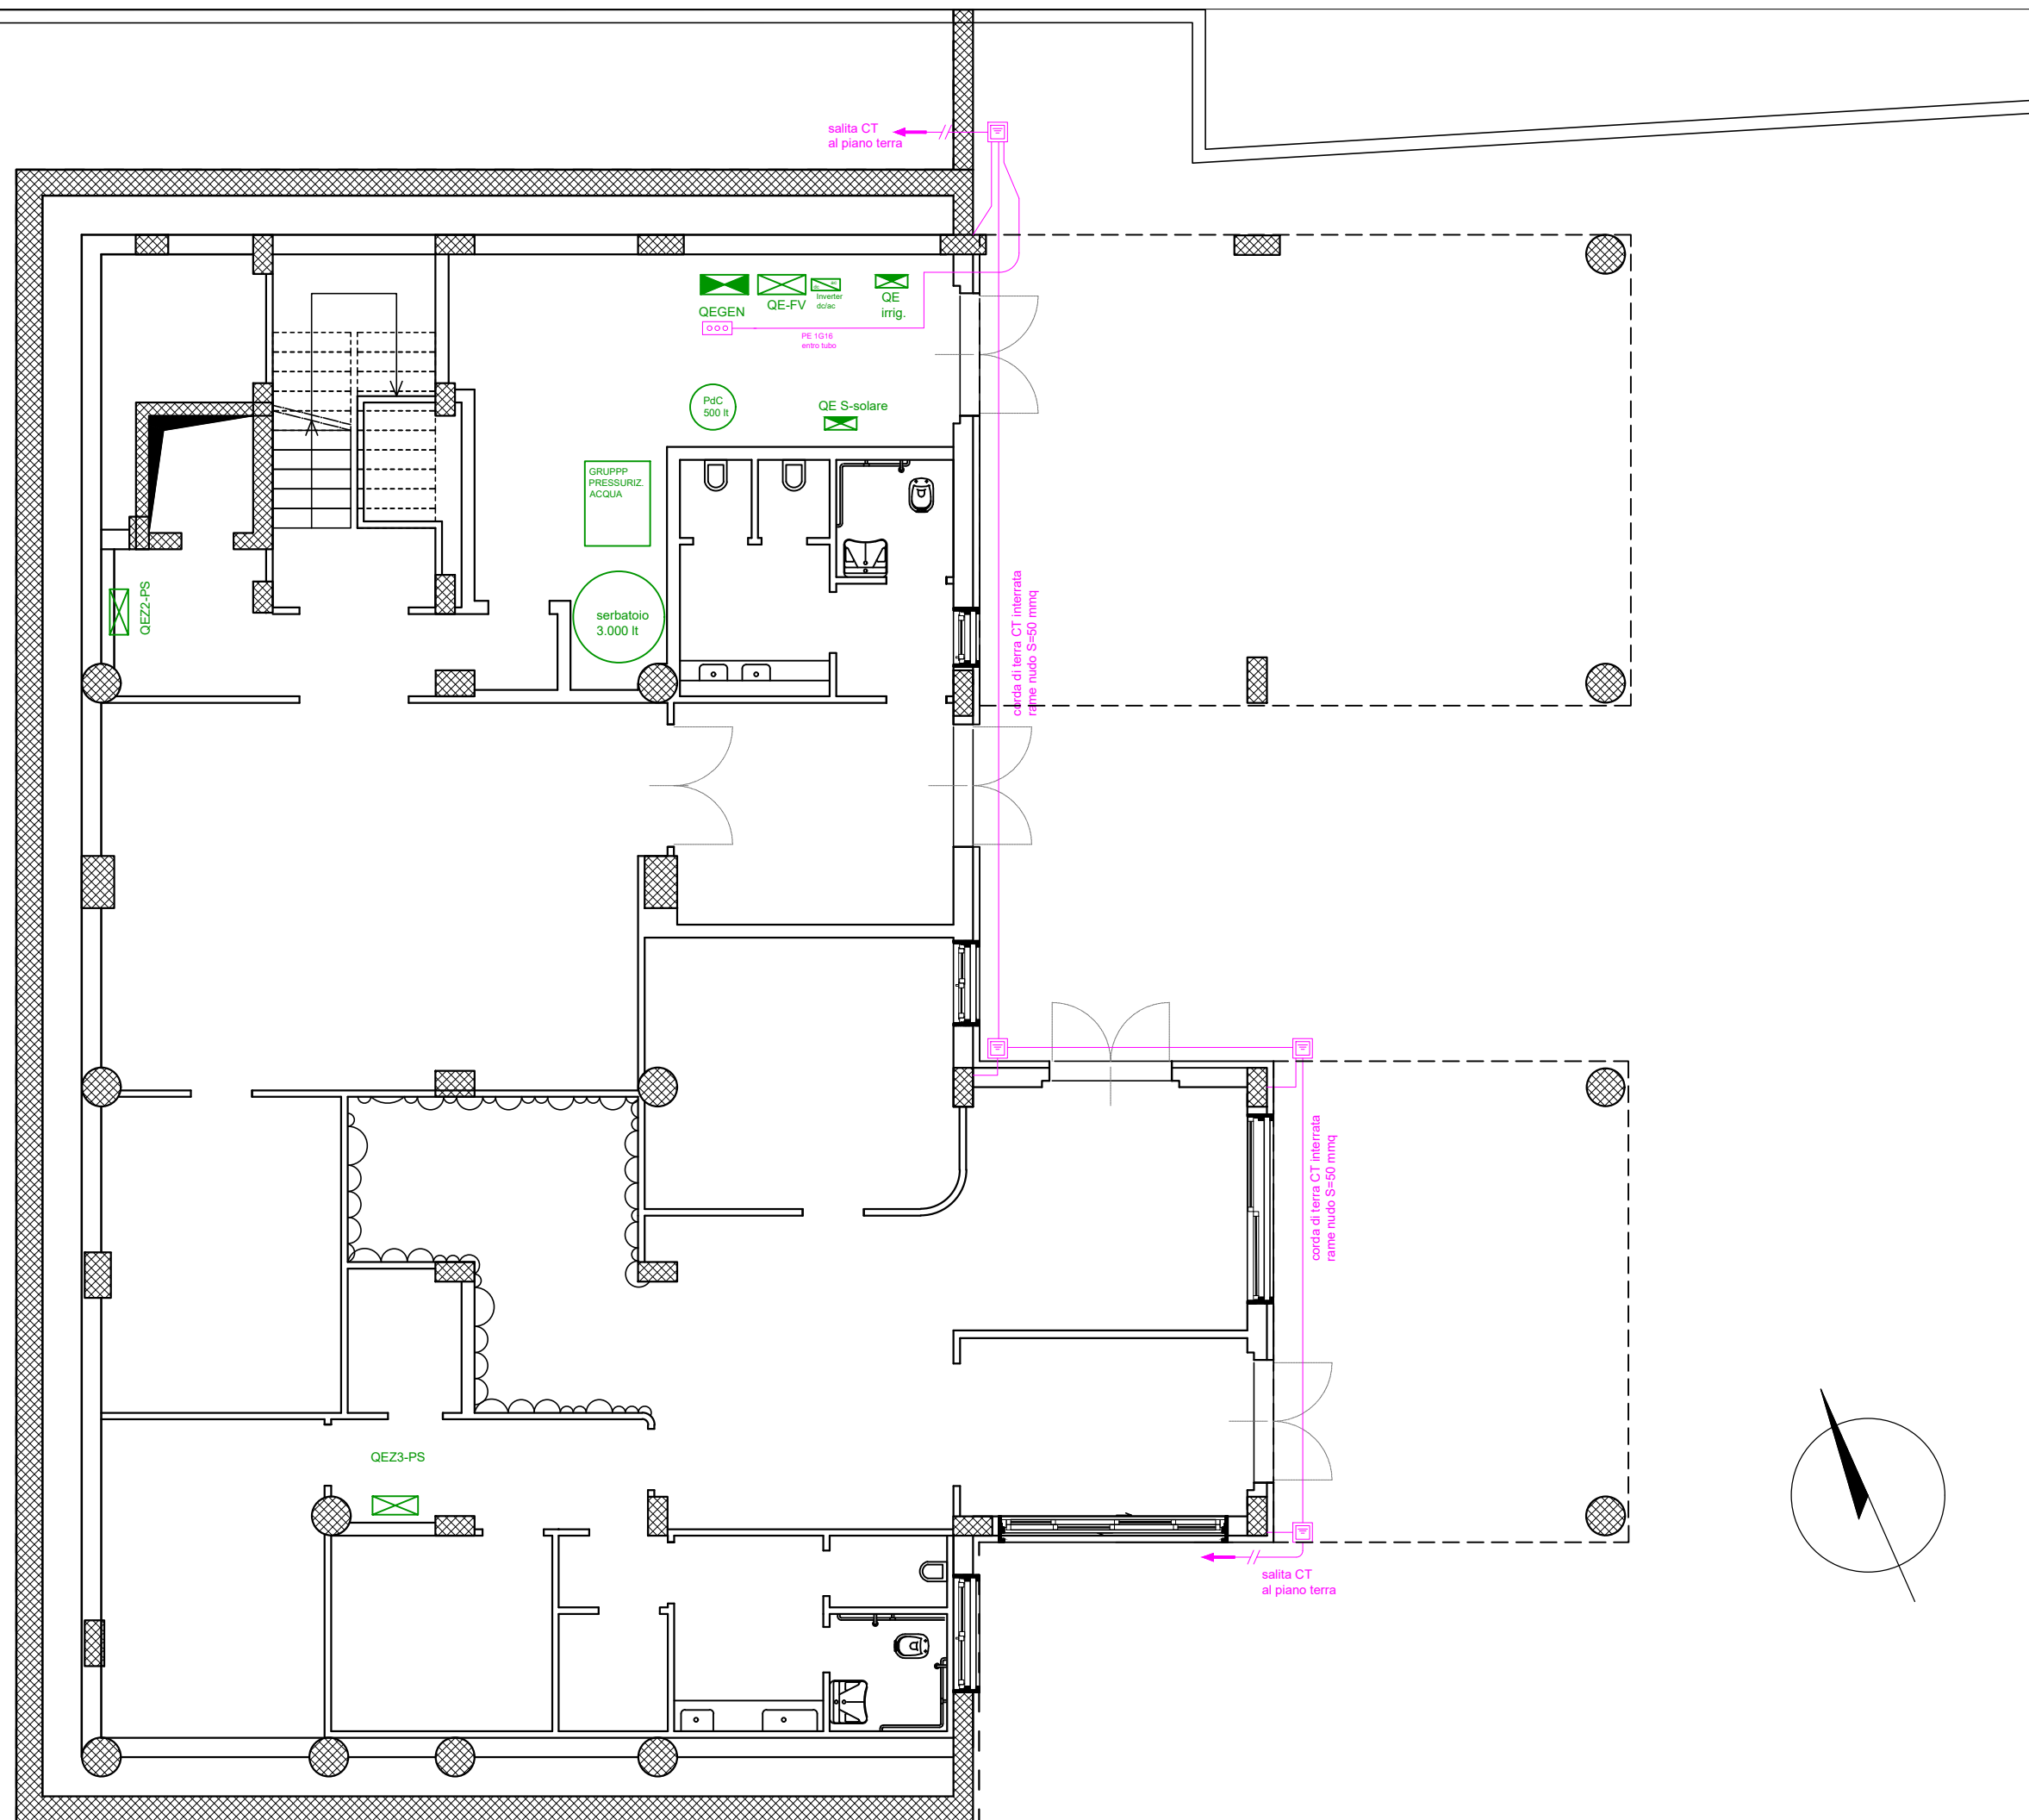 salita CT
al piano terra
QEGEN
QE-FV
Inverter
dc/ac
QE
irrig.
PE 1G16
entro tubo
PdC
500 lt
QE S-solare
GRUPPP
PRESSURIZ.
ACQUA
serbatoio
3.000 lt
QEZ2-PS
corda di terra CT interrata
rame nudo S=50 mmq
corda di terra CT interrata
rame nudo S=50 mmq
QEZ3-PS
salita CT
al piano terra